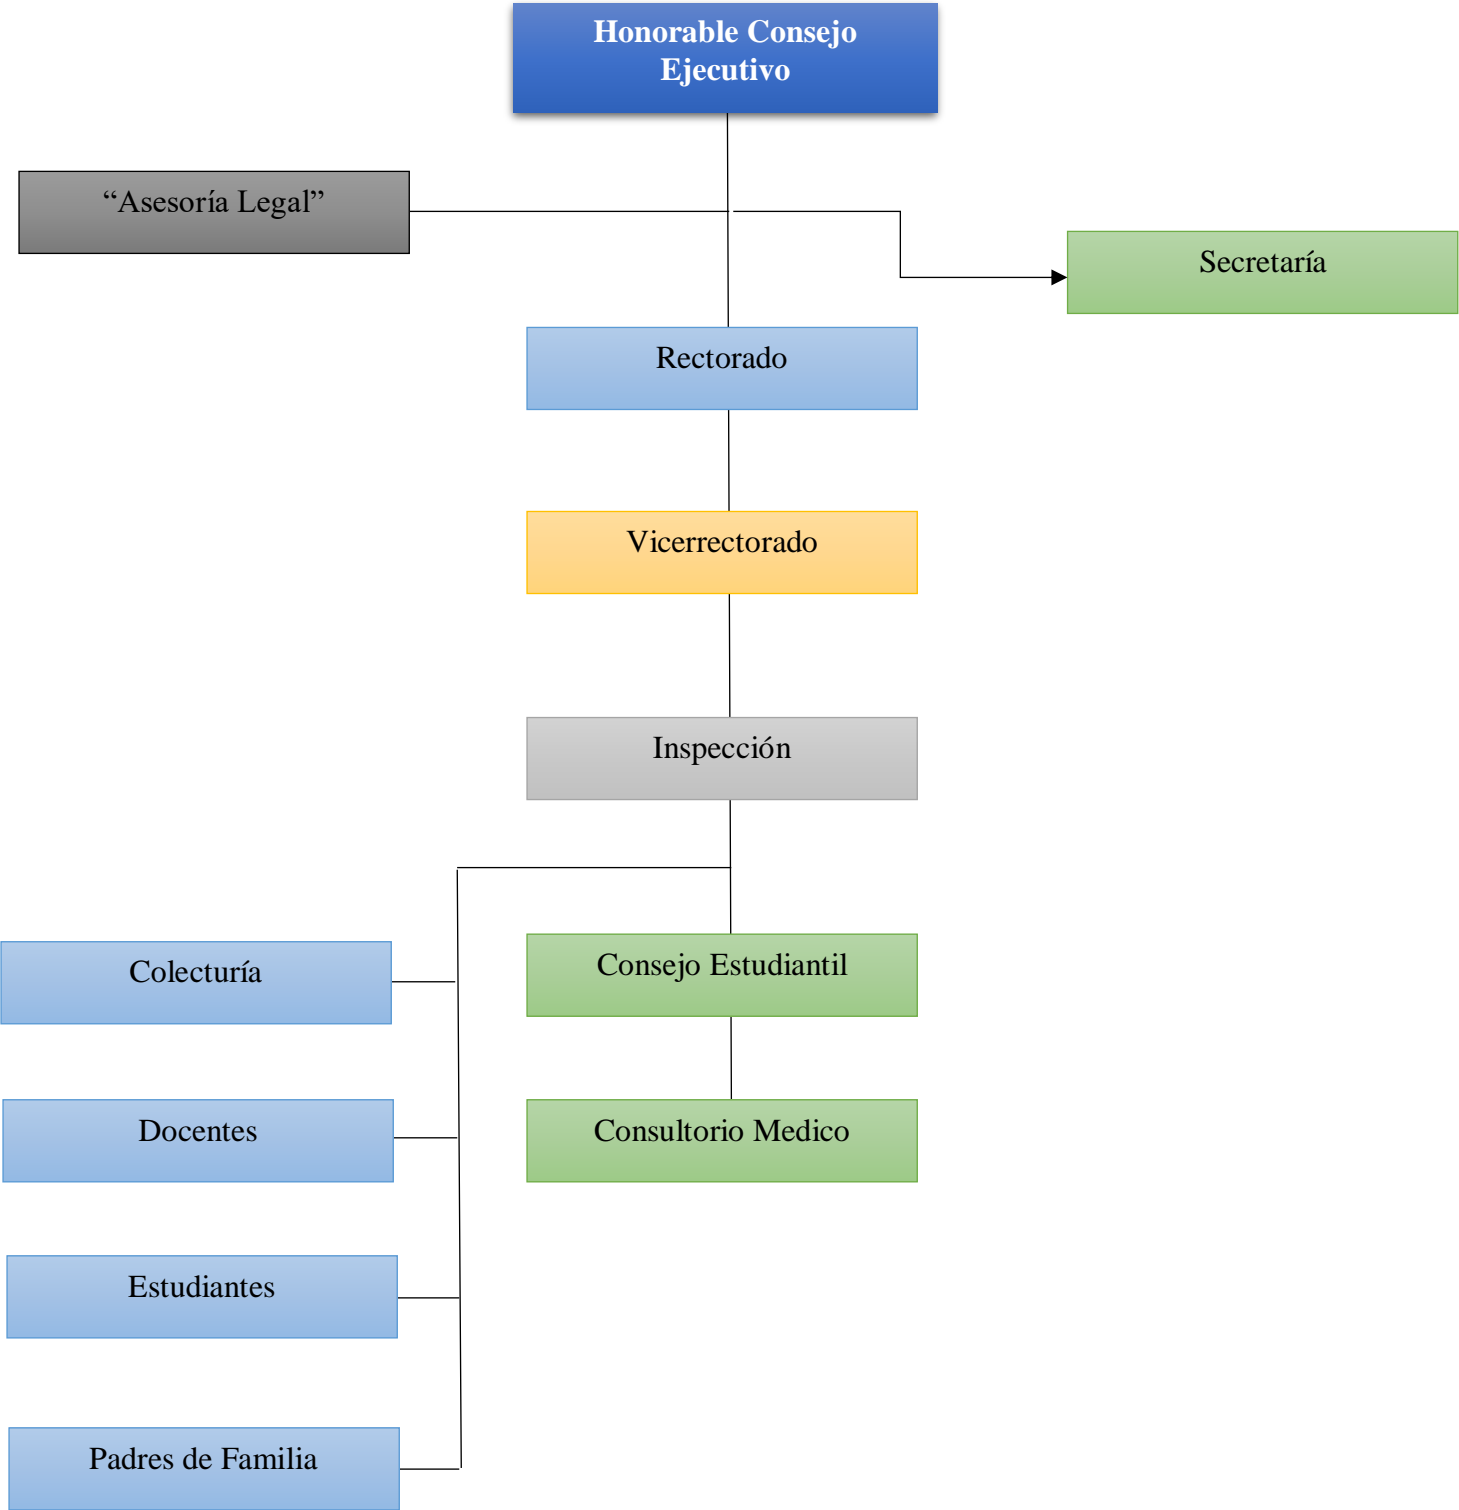 Honorable Consejo
Ejecutivo
“Asesoría Legal”
Secretaría
Rectorado
Vicerrectorado
Inspección
Colecturía
Consejo Estudiantil
Docentes
Consultorio Medico
Estudiantes
Padres de Familia